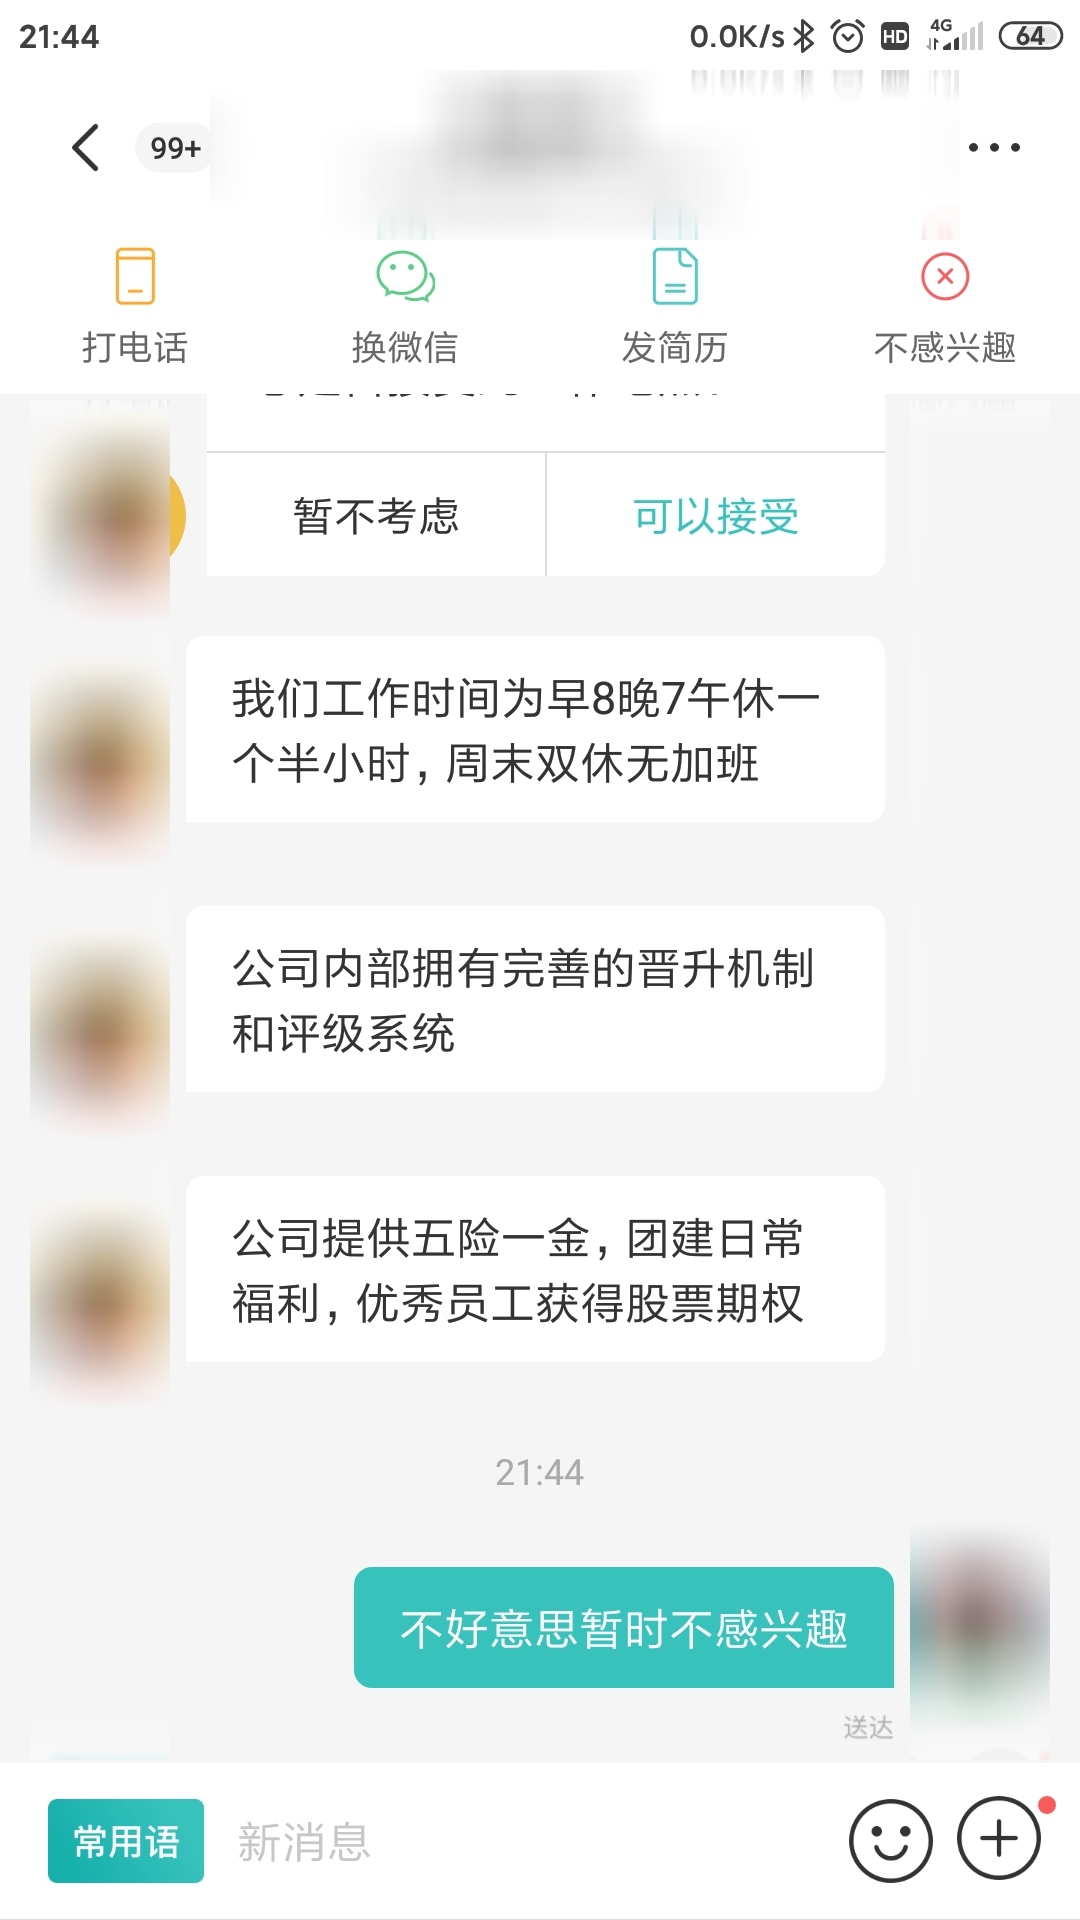 21:44
0.0K/s HD 4G 64
99+
打电话 换微信 发简历 不感兴趣
暂不考虑 可以接受
我们工作时间为早8晚7午休一
个半小时，周末双休无加班
公司内部拥有完善的晋升机制
和评级系统
公司提供五险一金，团建日常
福利，优秀员工获得股票期权
21:44
不好意思暂时不感兴趣
送达
常用语 新消息